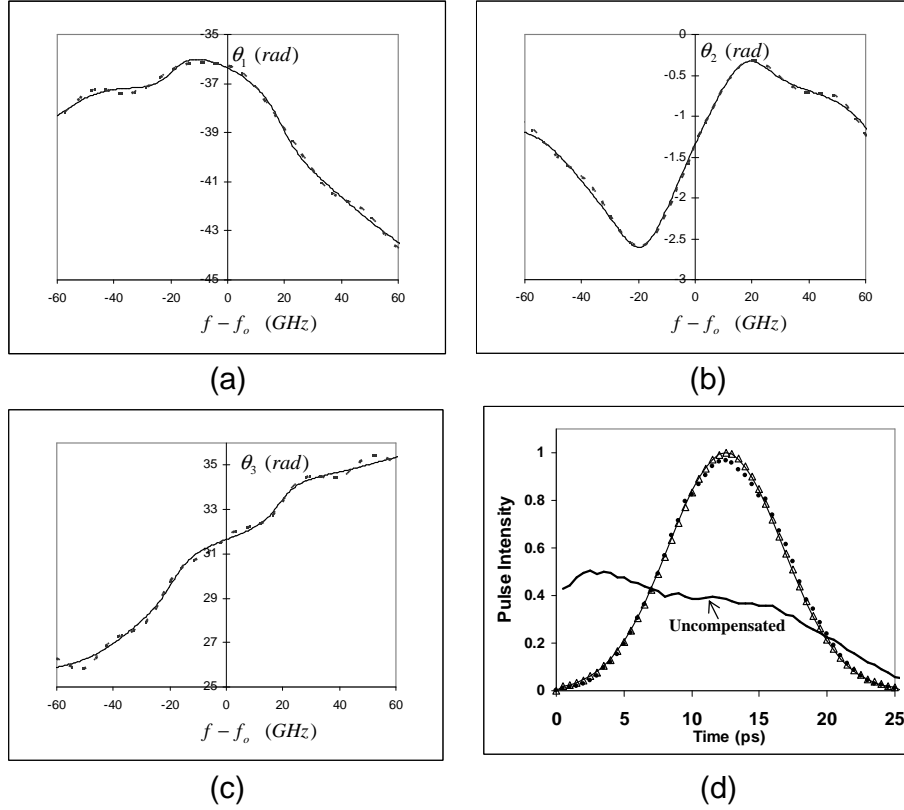 -35
θ₁ (rad)
-37
-39
-41
-43
-45
-60 -40 -20 0 20 40 60
f − fₒ (GHz)
(a)
0
θ₂ (rad)
-0.5
-1
-1.5
-2
-2.5
-3
-60 -40 -20 0 20 40 60
f − fₒ (GHz)
(b)
35
θ₃ (rad)
33
31
29
27
25
-60 -40 -20 0 20 40 60
f − fₒ (GHz)
(c)
Pulse Intensity
1
0.8
0.6
0.4
0.2
0
Uncompensated
0 5 10 15 20 25
Time (ps)
(d)